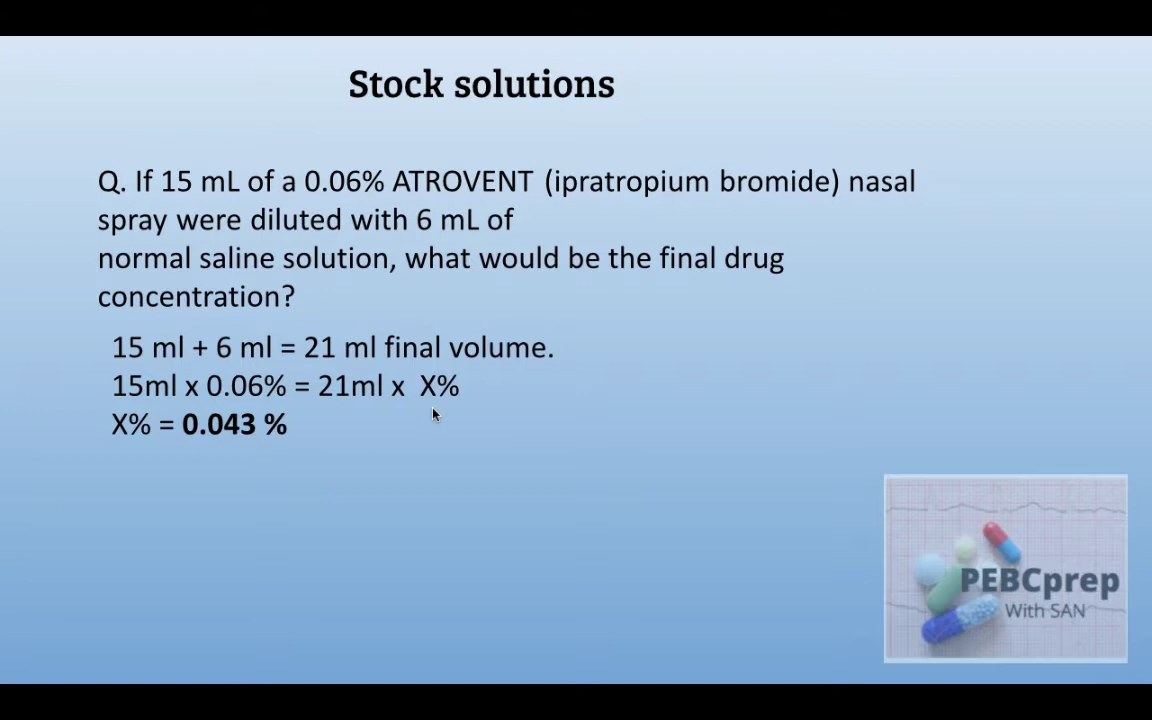 Stock solutions
Q. If 15 mL of a 0.06% ATROVENT (ipratropium bromide) nasal
spray were diluted with 6 mL of
normal saline solution, what would be the final drug
concentration?
15 ml + 6 ml = 21 ml final volume.
15ml x 0.06% = 21ml x X%
X% = 0.043 %
PEBCprep
With SAN